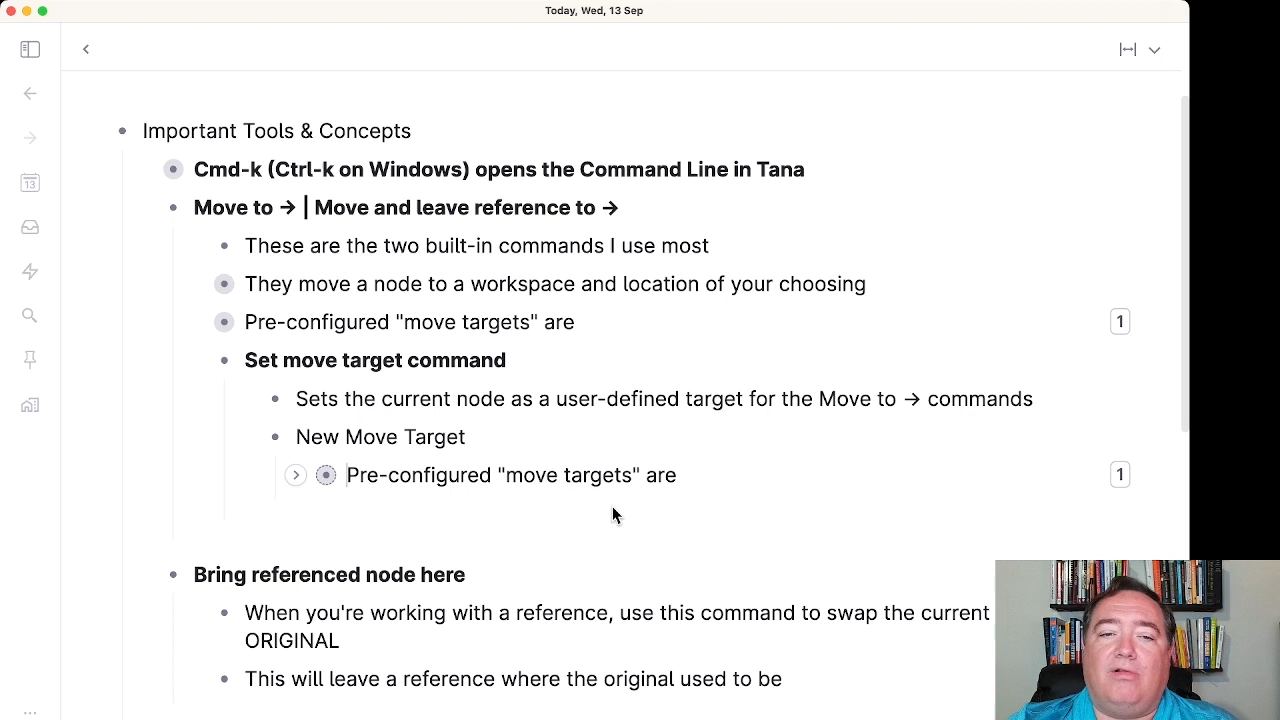 Today, Wed, 13 Sep
13
Important Tools & Concepts
Cmd-k (Ctrl-k on Windows) opens the Command Line in Tana
Move to → | Move and leave reference to →
These are the two built-in commands I use most
They move a node to a workspace and location of your choosing
Pre-configured "move targets" are 1
Set move target command
Sets the current node as a user-defined target for the Move to → commands
New Move Target
Pre-configured "move targets" are 1
Bring referenced node here
When you're working with a reference, use this command to swap the current
ORIGINAL
This will leave a reference where the original used to be